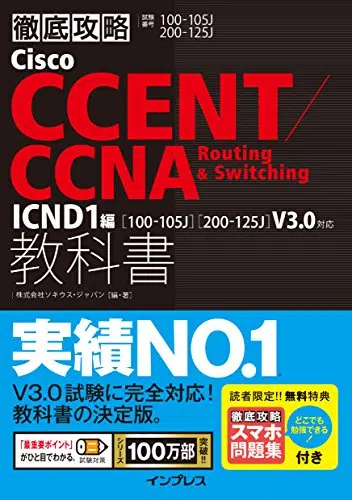 徹底攻略
試験番号 100-105J
200-125J
Cisco
CCENT/
CCNA Routing & Switching
ICND1編 [100-105J] [200-125J] V3.0対応
教科書
株式会社ソキウス・ジャパン [編・著]
実績NO.1
V3.0試験に完全対応!
教科書の決定版。
「最重要ポイント」がひと目でわかる。
試験対策
シリーズ 100万部 突破!!
読者限定!! 無料特典
徹底攻略
スマホ
問題集
どこでも勉強できる!
付き
インプレス